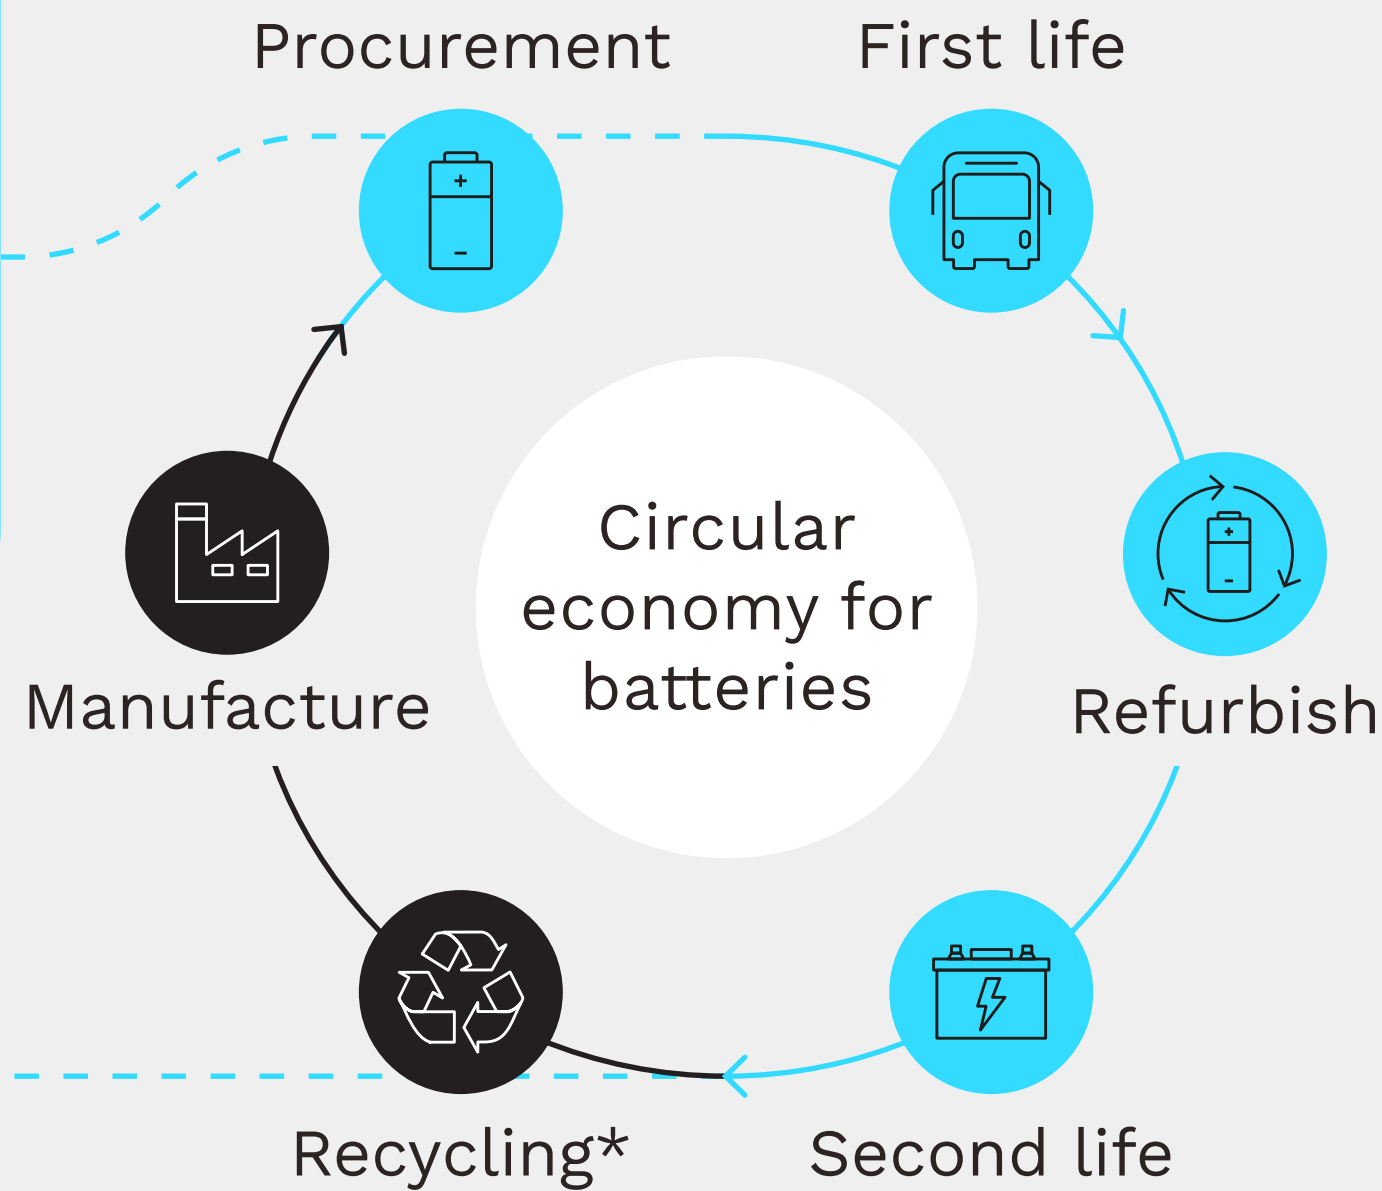 Procurement
First life
Circular
economy for
batteries
Manufacture
Refurbish
Recycling*
Second life